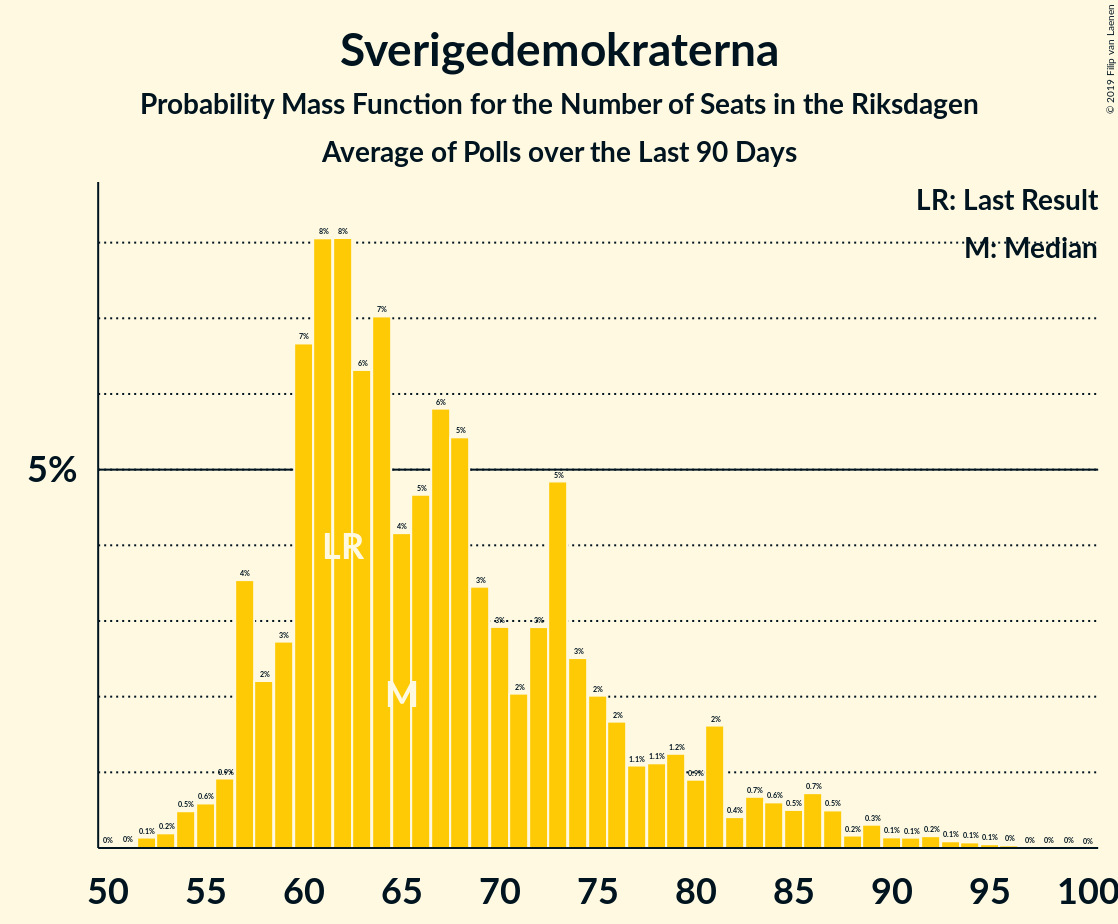 Sverigedemokraterna
Probability Mass Function for the Number of Seats in the Riksdagen
Average of Polls over the Last 90 Days
© 2019 Filip van Laenen
LR: Last Result
M: Median
5%
0% 0% 0.1% 0.2% 0.5% 0.6% 0.9% 4% 2% 3% 7% 8% 8% 6% 7% 4% 5% 6% 5% 3% 3% 2% 3% 5% 3% 2% 2% 1.1% 1.1% 1.2% 0.9% 2% 0.4% 0.7% 0.6% 0.5% 0.7% 0.5% 0.2% 0.3% 0.1% 0.1% 0.2% 0.1% 0.1% 0.1% 0% 0% 0% 0% 0%
LR
M
50 55 60 65 70 75 80 85 90 95 100